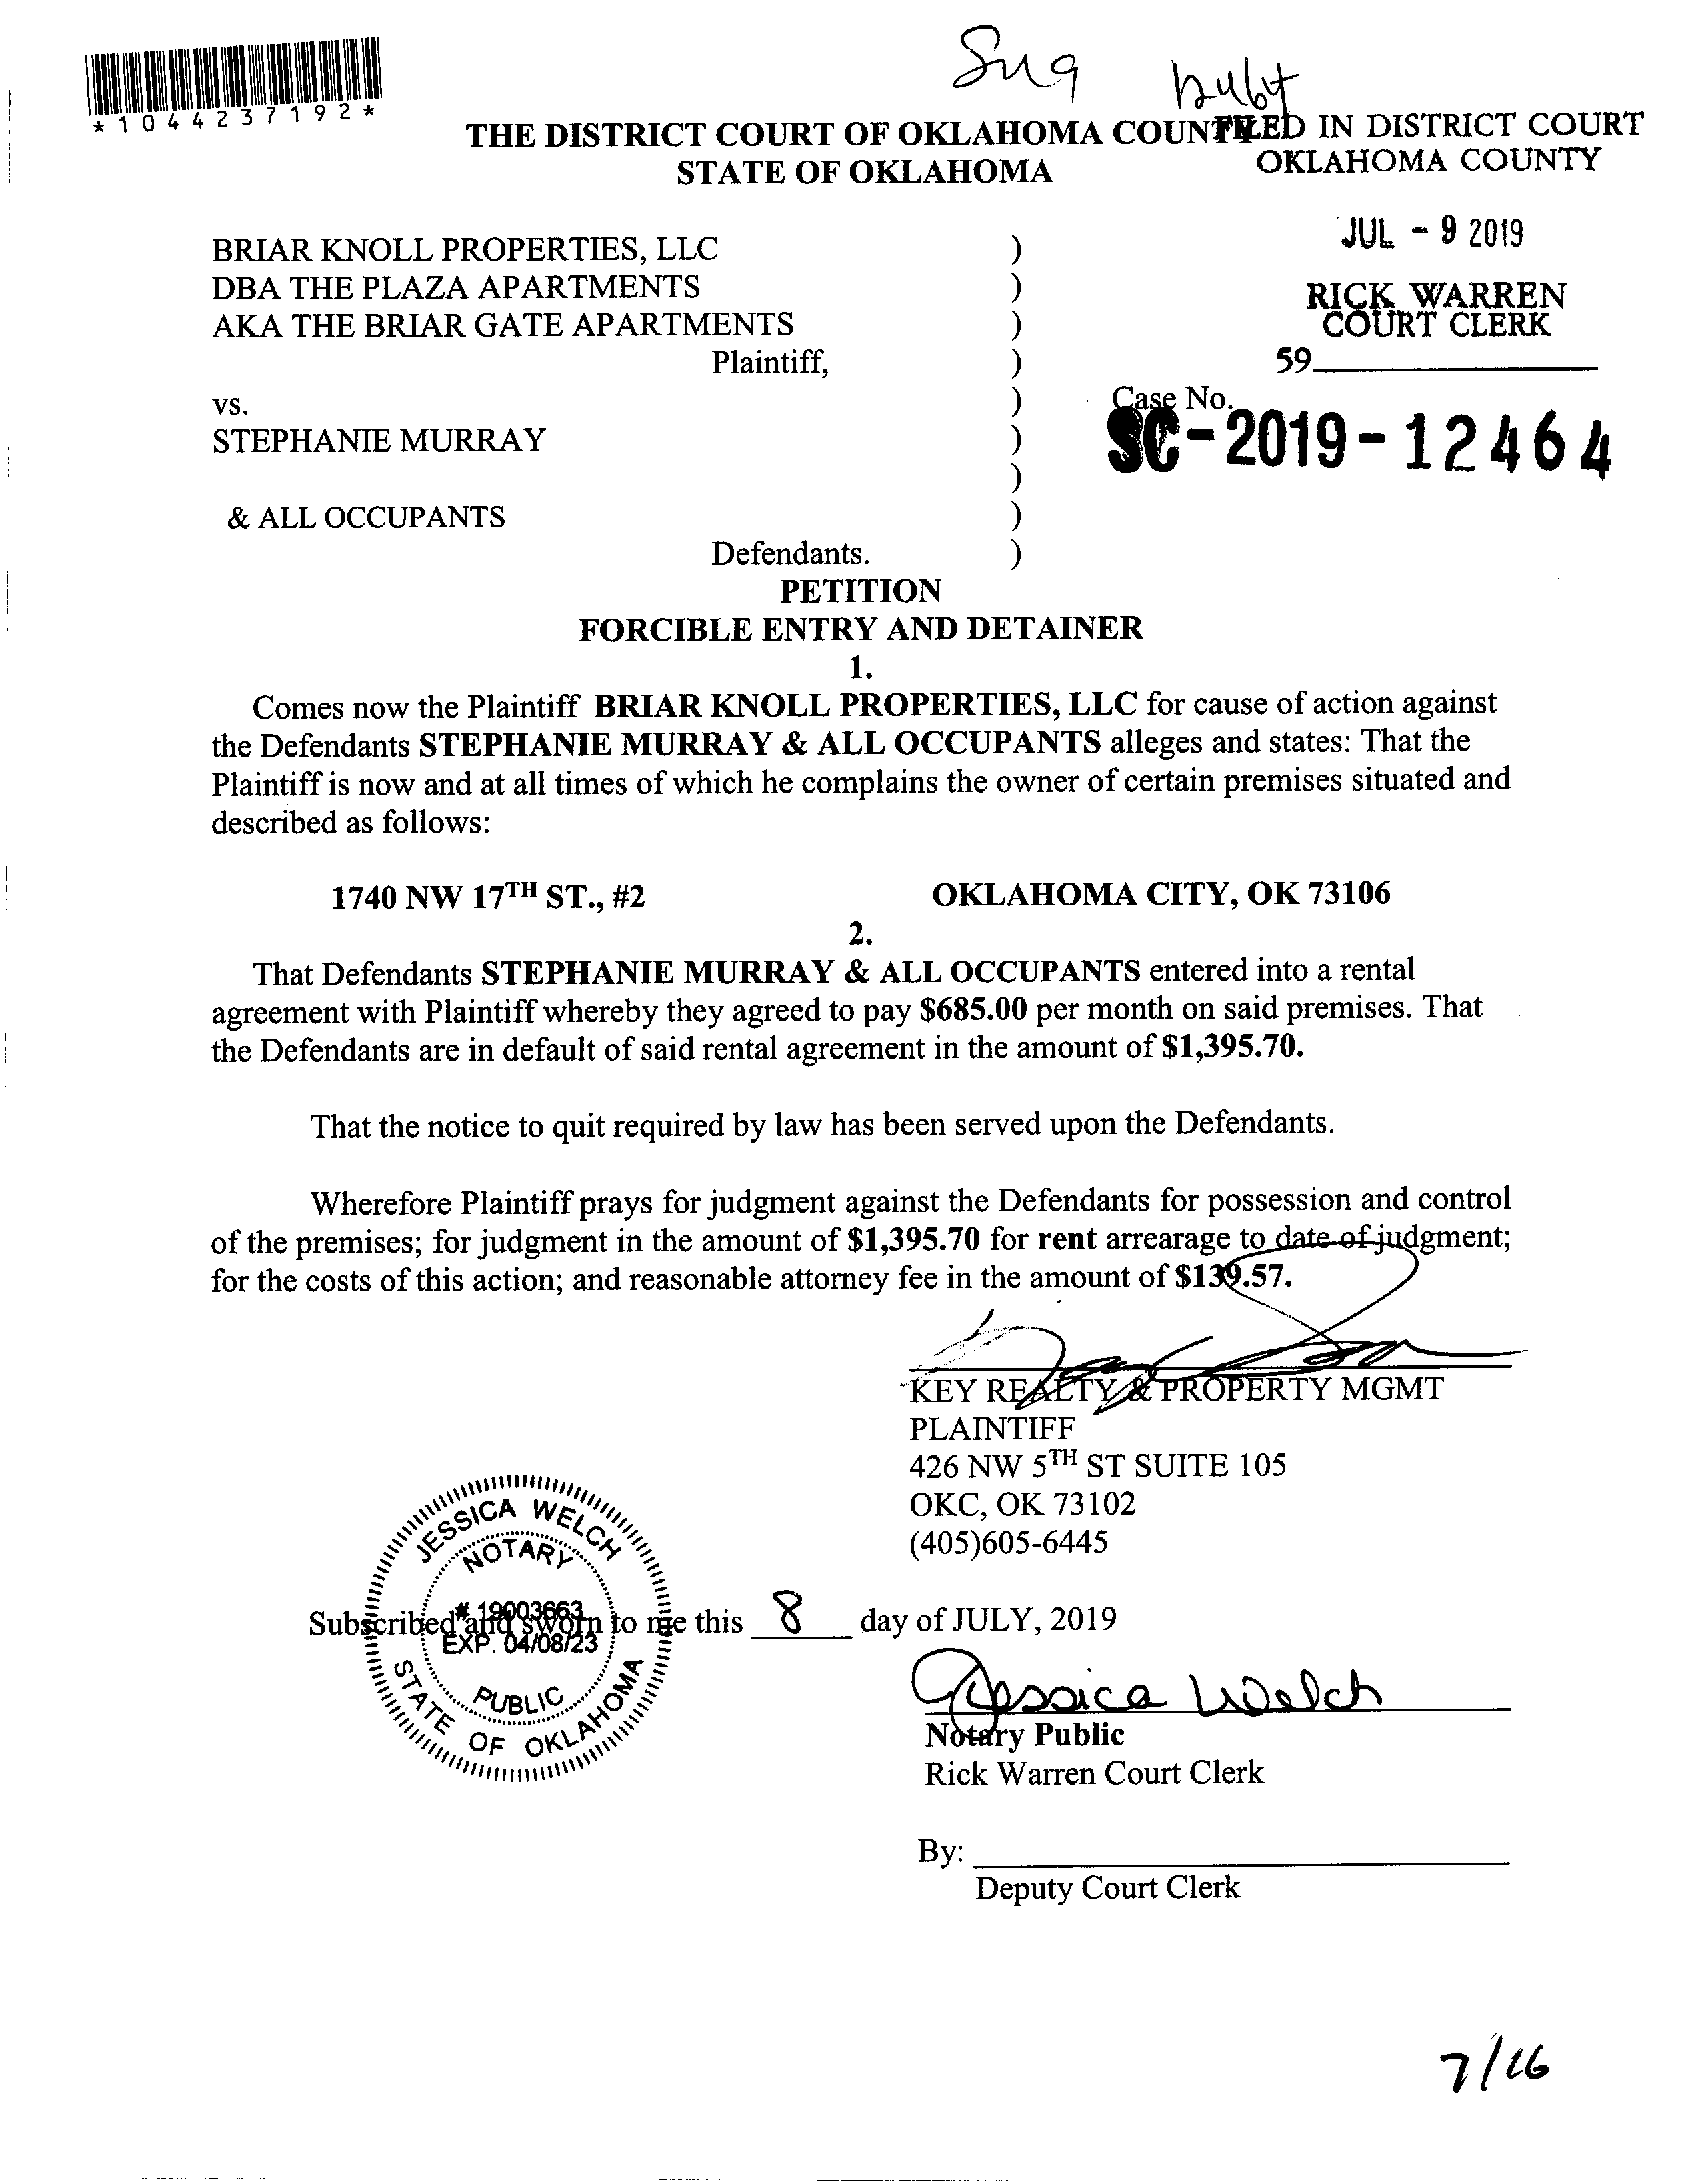 *1044237192*
THE DISTRICT COURT OF OKLAHOMA COUNTY
STATE OF OKLAHOMA
FILED IN DISTRICT COURT
OKLAHOMA COUNTY
JUL - 9 2019
RICK WARREN
COURT CLERK
59
BRIAR KNOLL PROPERTIES, LLC )
DBA THE PLAZA APARTMENTS )
AKA THE BRIAR GATE APARTMENTS )
Plaintiff, )
vs. ) Case No.
STEPHANIE MURRAY ) SC-2019-12464
)
& ALL OCCUPANTS )
Defendants. )
PETITION
FORCIBLE ENTRY AND DETAINER
1.
Comes now the Plaintiff BRIAR KNOLL PROPERTIES, LLC for cause of action against
the Defendants STEPHANIE MURRAY & ALL OCCUPANTS alleges and states: That the
Plaintiff is now and at all times of which he complains the owner of certain premises situated and
described as follows:
1740 NW 17TH ST., #2 OKLAHOMA CITY, OK 73106
2.
That Defendants STEPHANIE MURRAY & ALL OCCUPANTS entered into a rental
agreement with Plaintiff whereby they agreed to pay $685.00 per month on said premises. That
the Defendants are in default of said rental agreement in the amount of $1,395.70.
That the notice to quit required by law has been served upon the Defendants.
Wherefore Plaintiff prays for judgment against the Defendants for possession and control
of the premises; for judgment in the amount of $1,395.70 for rent arrearage to date of judgment;
for the costs of this action; and reasonable attorney fee in the amount of $139.57.
KEY REALTY & PROPERTY MGMT
PLAINTIFF
426 NW 5TH ST SUITE 105
OKC, OK 73102
(405)605-6445
JESSICA WELCH
NOTARY
# 19003663
EXP. 04/08/23
PUBLIC
STATE OF OKLAHOMA
Subscribed and sworn to me this 8 day of JULY, 2019
Jessica Welch
Notary Public
Rick Warren Court Clerk
By:
Deputy Court Clerk
7/16